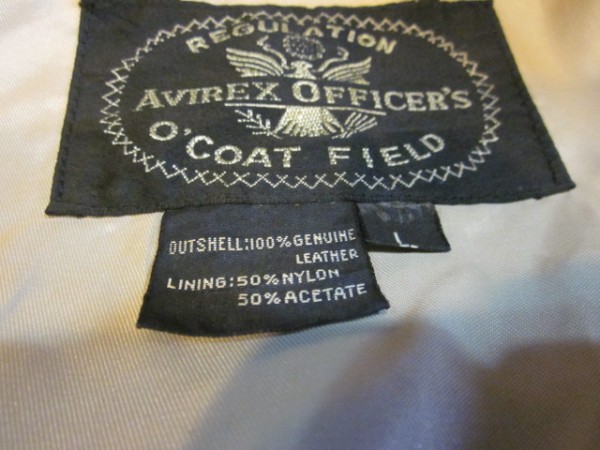 REGULATION
AVIREX OFFICER'S
O'COAT FIELD
OUTSHELL:100% GENUINE
LEATHER
L.
LINING:50% NYLON
50% ACETATE